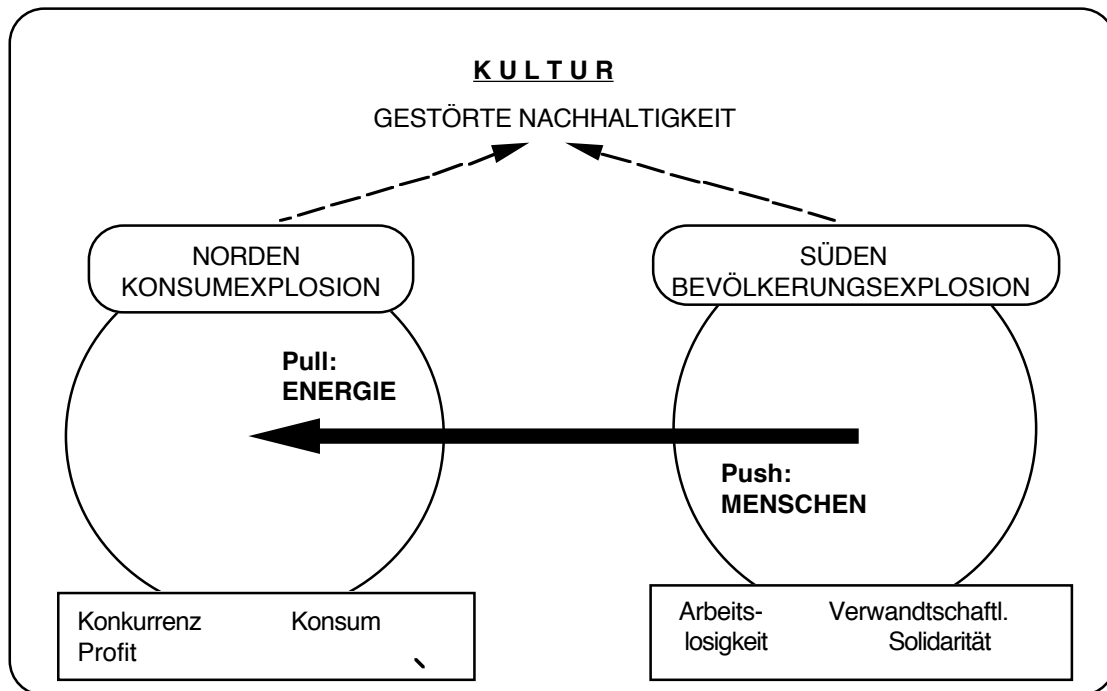 K U L T U R
GESTÖRTE NACHHALTIGKEIT
NORDEN
KONSUMEXPLOSION
SÜDEN
BEVÖLKERUNGSEXPLOSION
Pull:
ENERGIE
Push:
MENSCHEN
Konkurrenz Konsum
Profit
Arbeits- Verwandtschaftl.
losigkeit Solidarität